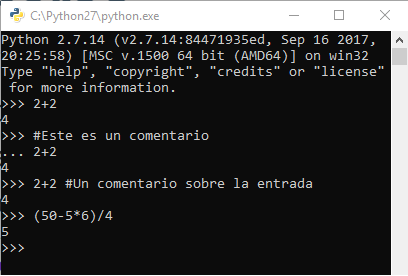 C:\Python27\python.exe
Python 2.7.14 (v2.7.14:84471935ed, Sep 16 2017,
20:25:58) [MSC v.1500 64 bit (AMD64)] on win32
Type "help", "copyright", "credits" or "license"
 for more information.
>>> 2+2
4
>>> #Este es un comentario
... 2+2
4
>>> 2+2 #Un comentario sobre la entrada
4
>>> (50-5*6)/4
5
>>>